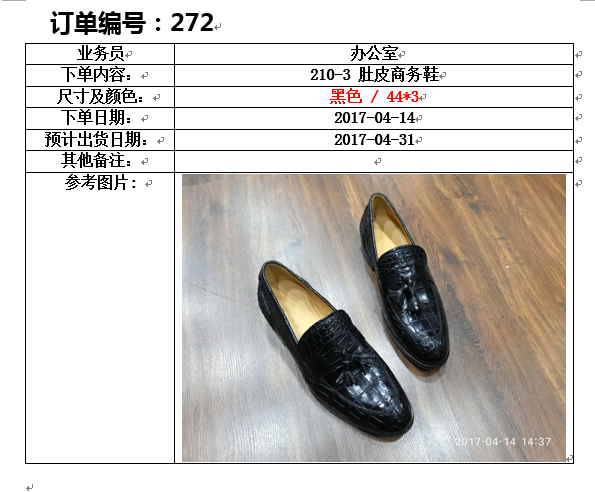 订单编号：272
业务员 办公室
下单内容： 210-3 肚皮商务鞋
尺寸及颜色： 黑色 / 44*3
下单日期： 2017-04-14
预计出货日期： 2017-04-31
其他备注：
参考图片：
2017-04-14 14:37